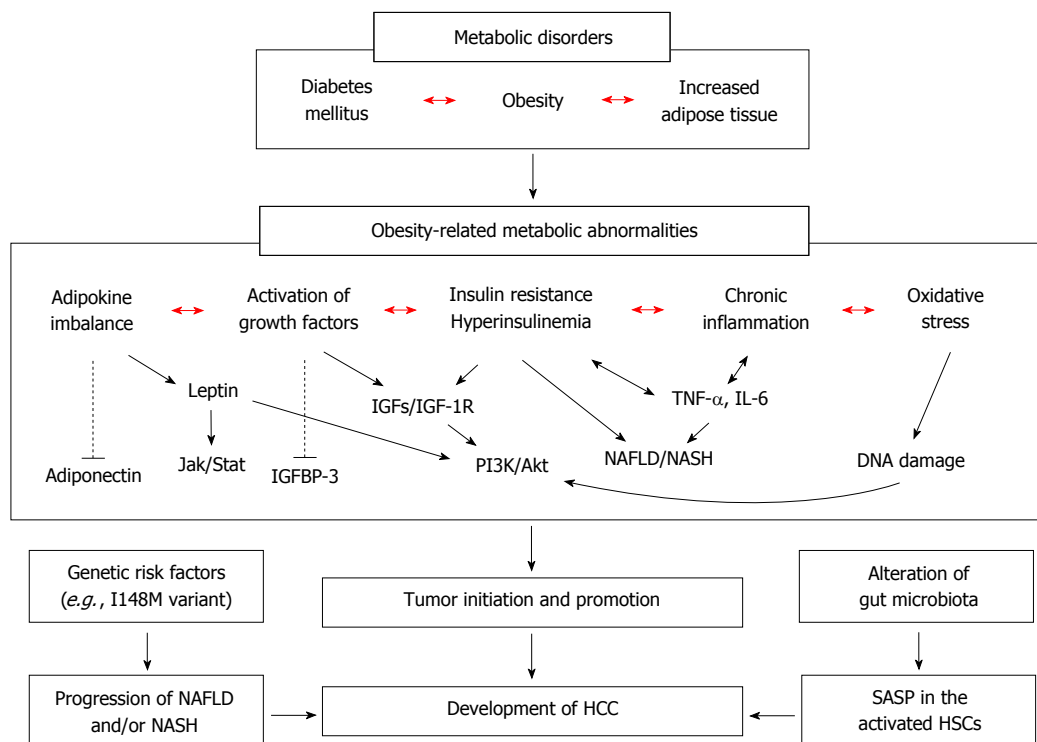 Metabolic disorders
Diabetes
mellitus
Obesity
Increased
adipose tissue
Obesity-related metabolic abnormalities
Adipokine
imbalance
Activation of
growth factors
Insulin resistance
Hyperinsulinemia
Chronic
inflammation
Oxidative
stress
Leptin
IGFs/IGF-1R
TNF-α, IL-6
Adiponectin
Jak/Stat
IGFBP-3
PI3K/Akt
NAFLD/NASH
DNA damage
Genetic risk factors
(e.g., I148M variant)
Tumor initiation and promotion
Alteration of
gut microbiota
Progression of NAFLD
and/or NASH
Development of HCC
SASP in the
activated HSCs